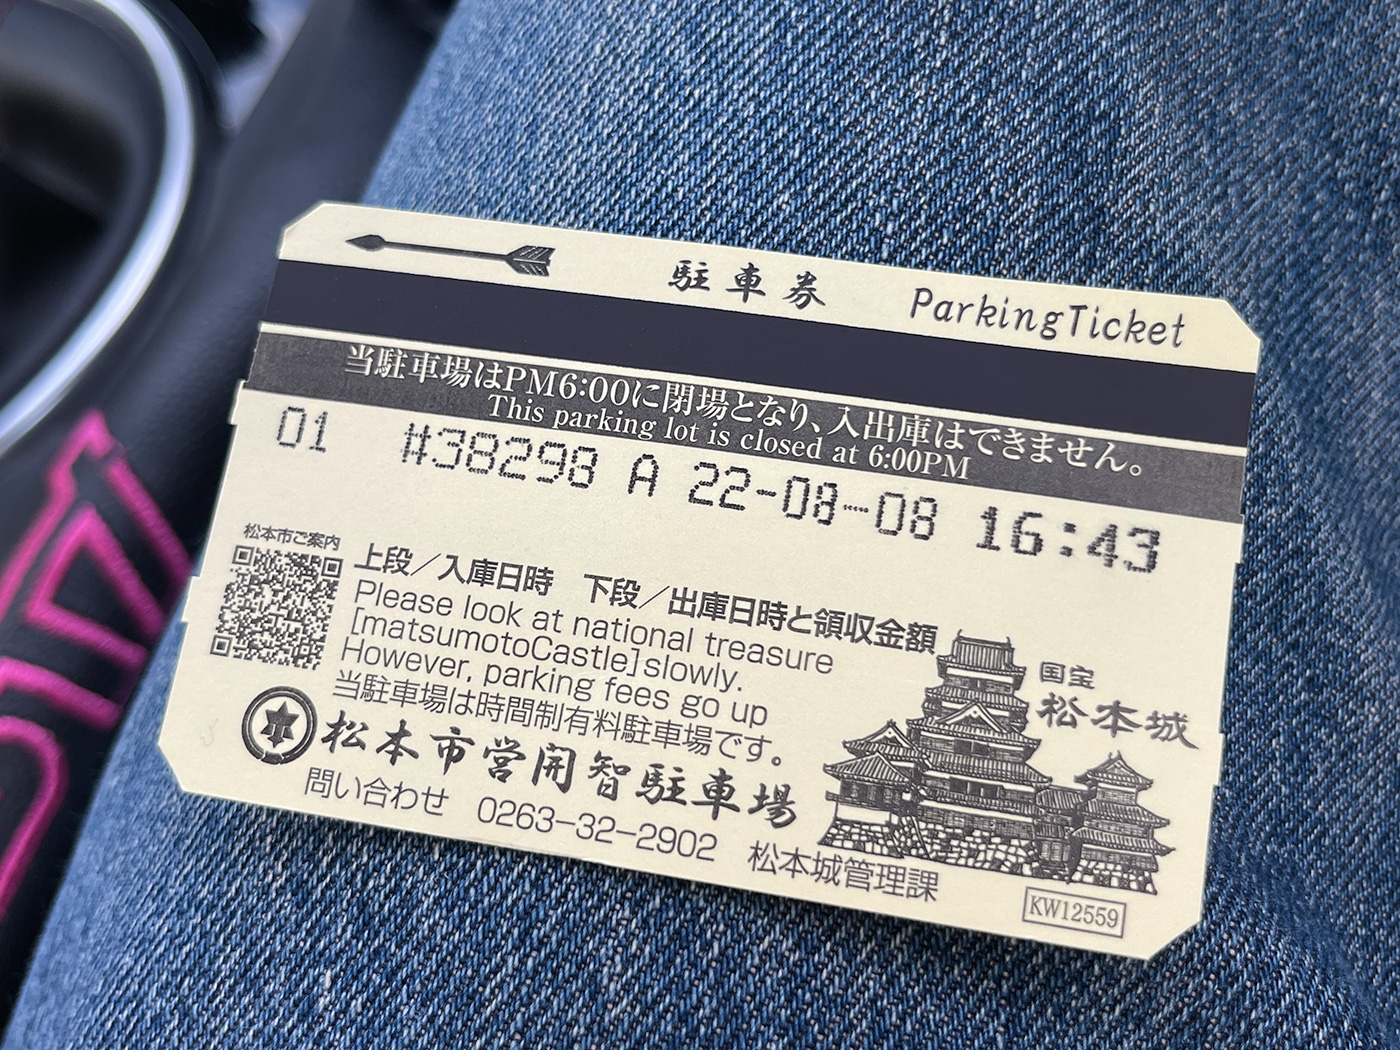 駐車券 ParkingTicket
当駐車場はPM6:00に閉場となり、入出庫はできません。
This parking lot is closed at 6:00PM
01 #38298 A 22-08-08 16:43
松本市ご案内
上段/入庫日時 下段/出庫日時と領収金額
Please look at national treasure
[matsumotoCastle]slowly.
However, parking fees go up
当駐車場は時間制有料駐車場です。
松本市営開智駐車場
問い合わせ 0263-32-2902 松本城管理課
国宝
松本城
KW12559
STI